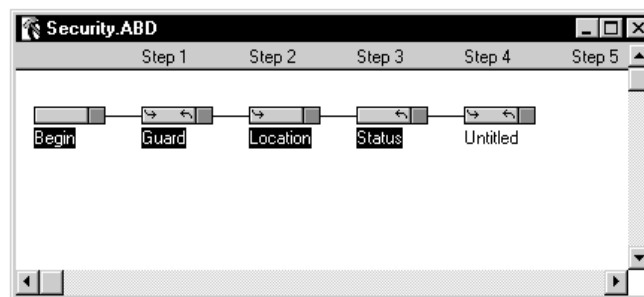 Security.ABD
Step 1 Step 2 Step 3 Step 4 Step 5
Begin Guard Location Status Untitled